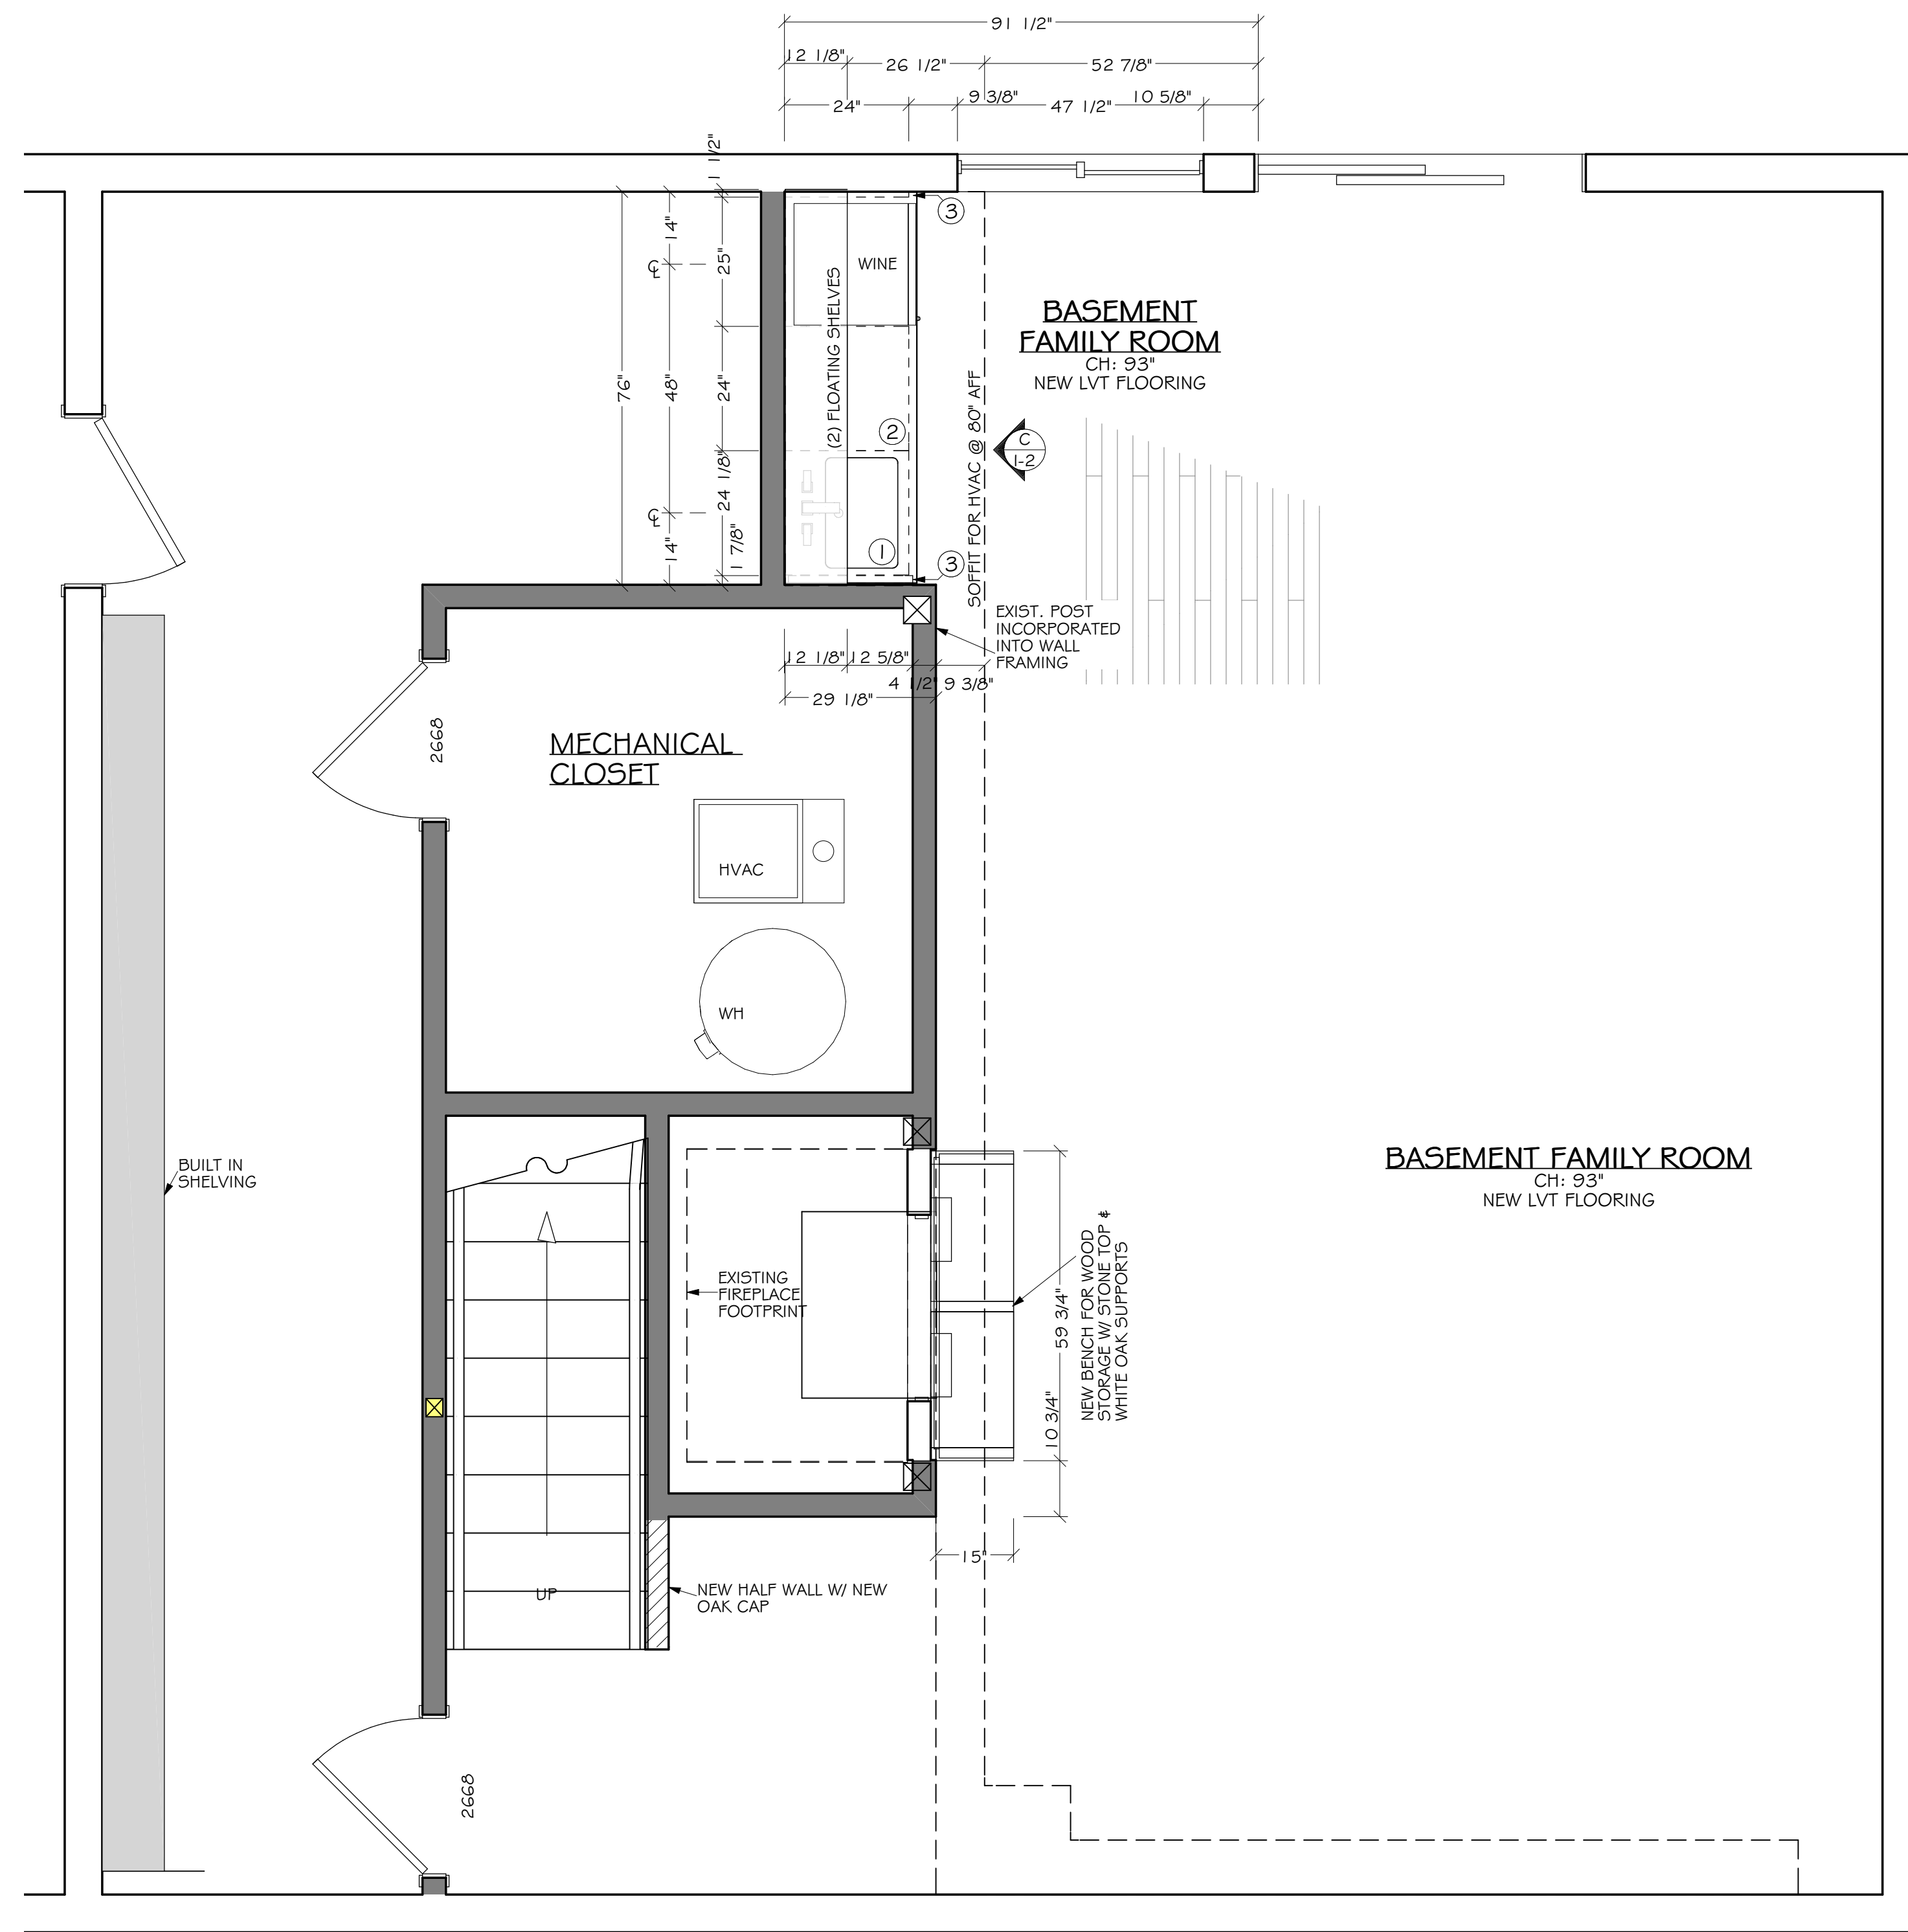 91 1/2"
12 1/8"
26 1/2"
52 7/8"
24"
9 3/8"
47 1/2"
10 5/8"
1 1/2"
14"
25"
76"
48"
24"
24 1/8"
14"
1 7/8"
℄
℄
WINE
(2) FLOATING SHELVES
3
2
1
3
SOFFIT FOR HVAC @ 80" AFF
BASEMENT
FAMILY ROOM
CH: 93"
NEW LVT FLOORING
C
I-2
EXIST. POST
INCORPORATED
INTO WALL
FRAMING
12 1/8"
12 5/8"
4 1/2"
9 3/8"
29 1/8"
2668
MECHANICAL
CLOSET
HVAC
WH
BUILT IN
SHELVING
EXISTING
FIREPLACE
FOOTPRINT
59 3/4"
10 3/4"
NEW BENCH FOR WOOD
STORAGE W/ STONE TOP &
WHITE OAK SUPPORTS
BASEMENT FAMILY ROOM
CH: 93"
NEW LVT FLOORING
15"
UP
NEW HALF WALL W/ NEW
OAK CAP
2668